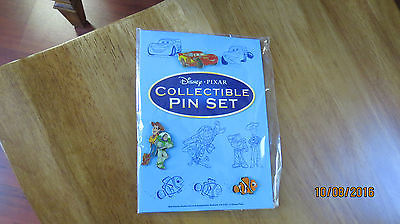 Disney · PIXAR
COLLECTIBLE
PIN SET
10/09/2016